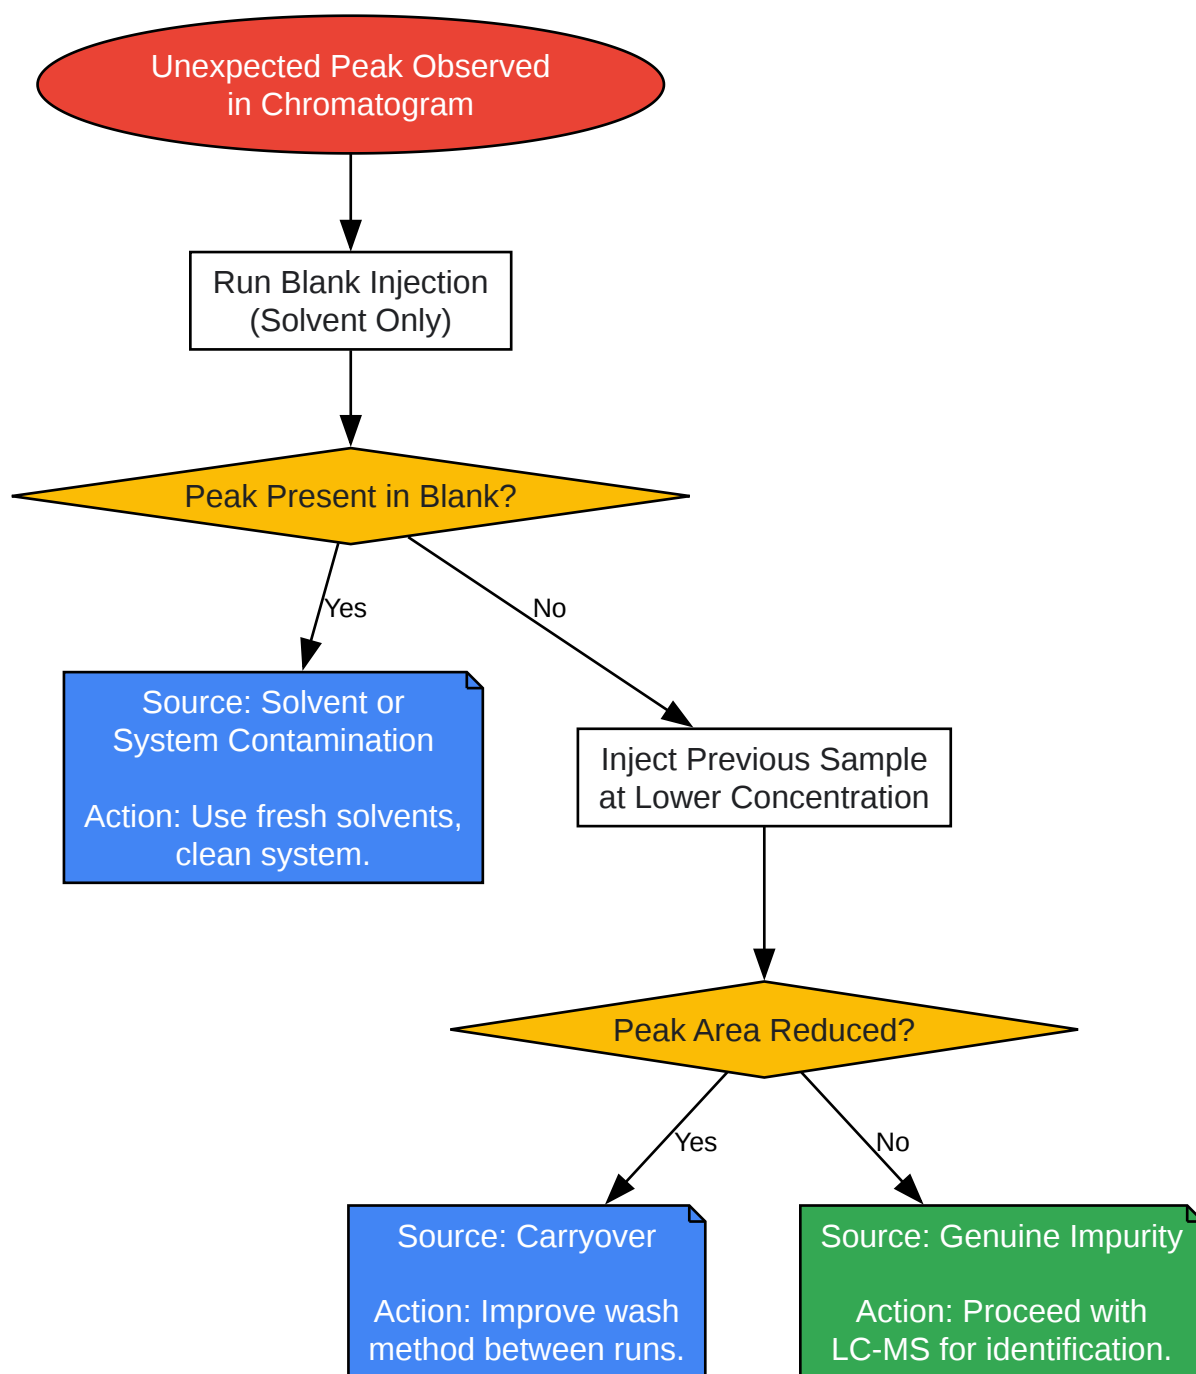 Unexpected Peak Observed
in Chromatogram
Run Blank Injection
(Solvent Only)
Peak Present in Blank?
Yes
No
Source: Solvent or
System Contamination
Action: Use fresh solvents,
clean system.
Inject Previous Sample
at Lower Concentration
Peak Area Reduced?
Yes
No
Source: Carryover
Action: Improve wash
method between runs.
Source: Genuine Impurity
Action: Proceed with
LC-MS for identification.